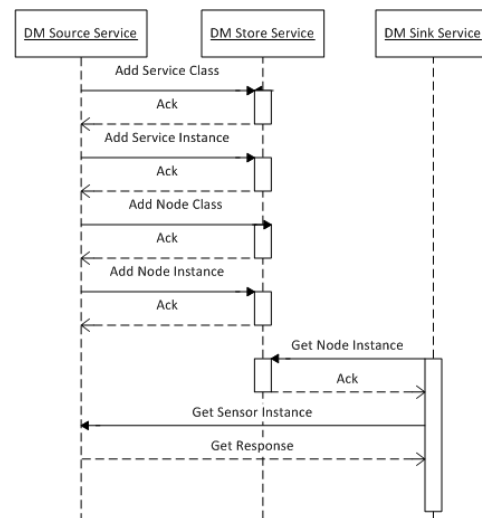 DM Source Service
DM Store Service
DM Sink Service
Add Service Class
Ack
Add Service Instance
Ack
Add Node Class
Ack
Add Node Instance
Ack
Get Node Instance
Ack
Get Sensor Instance
Get Response